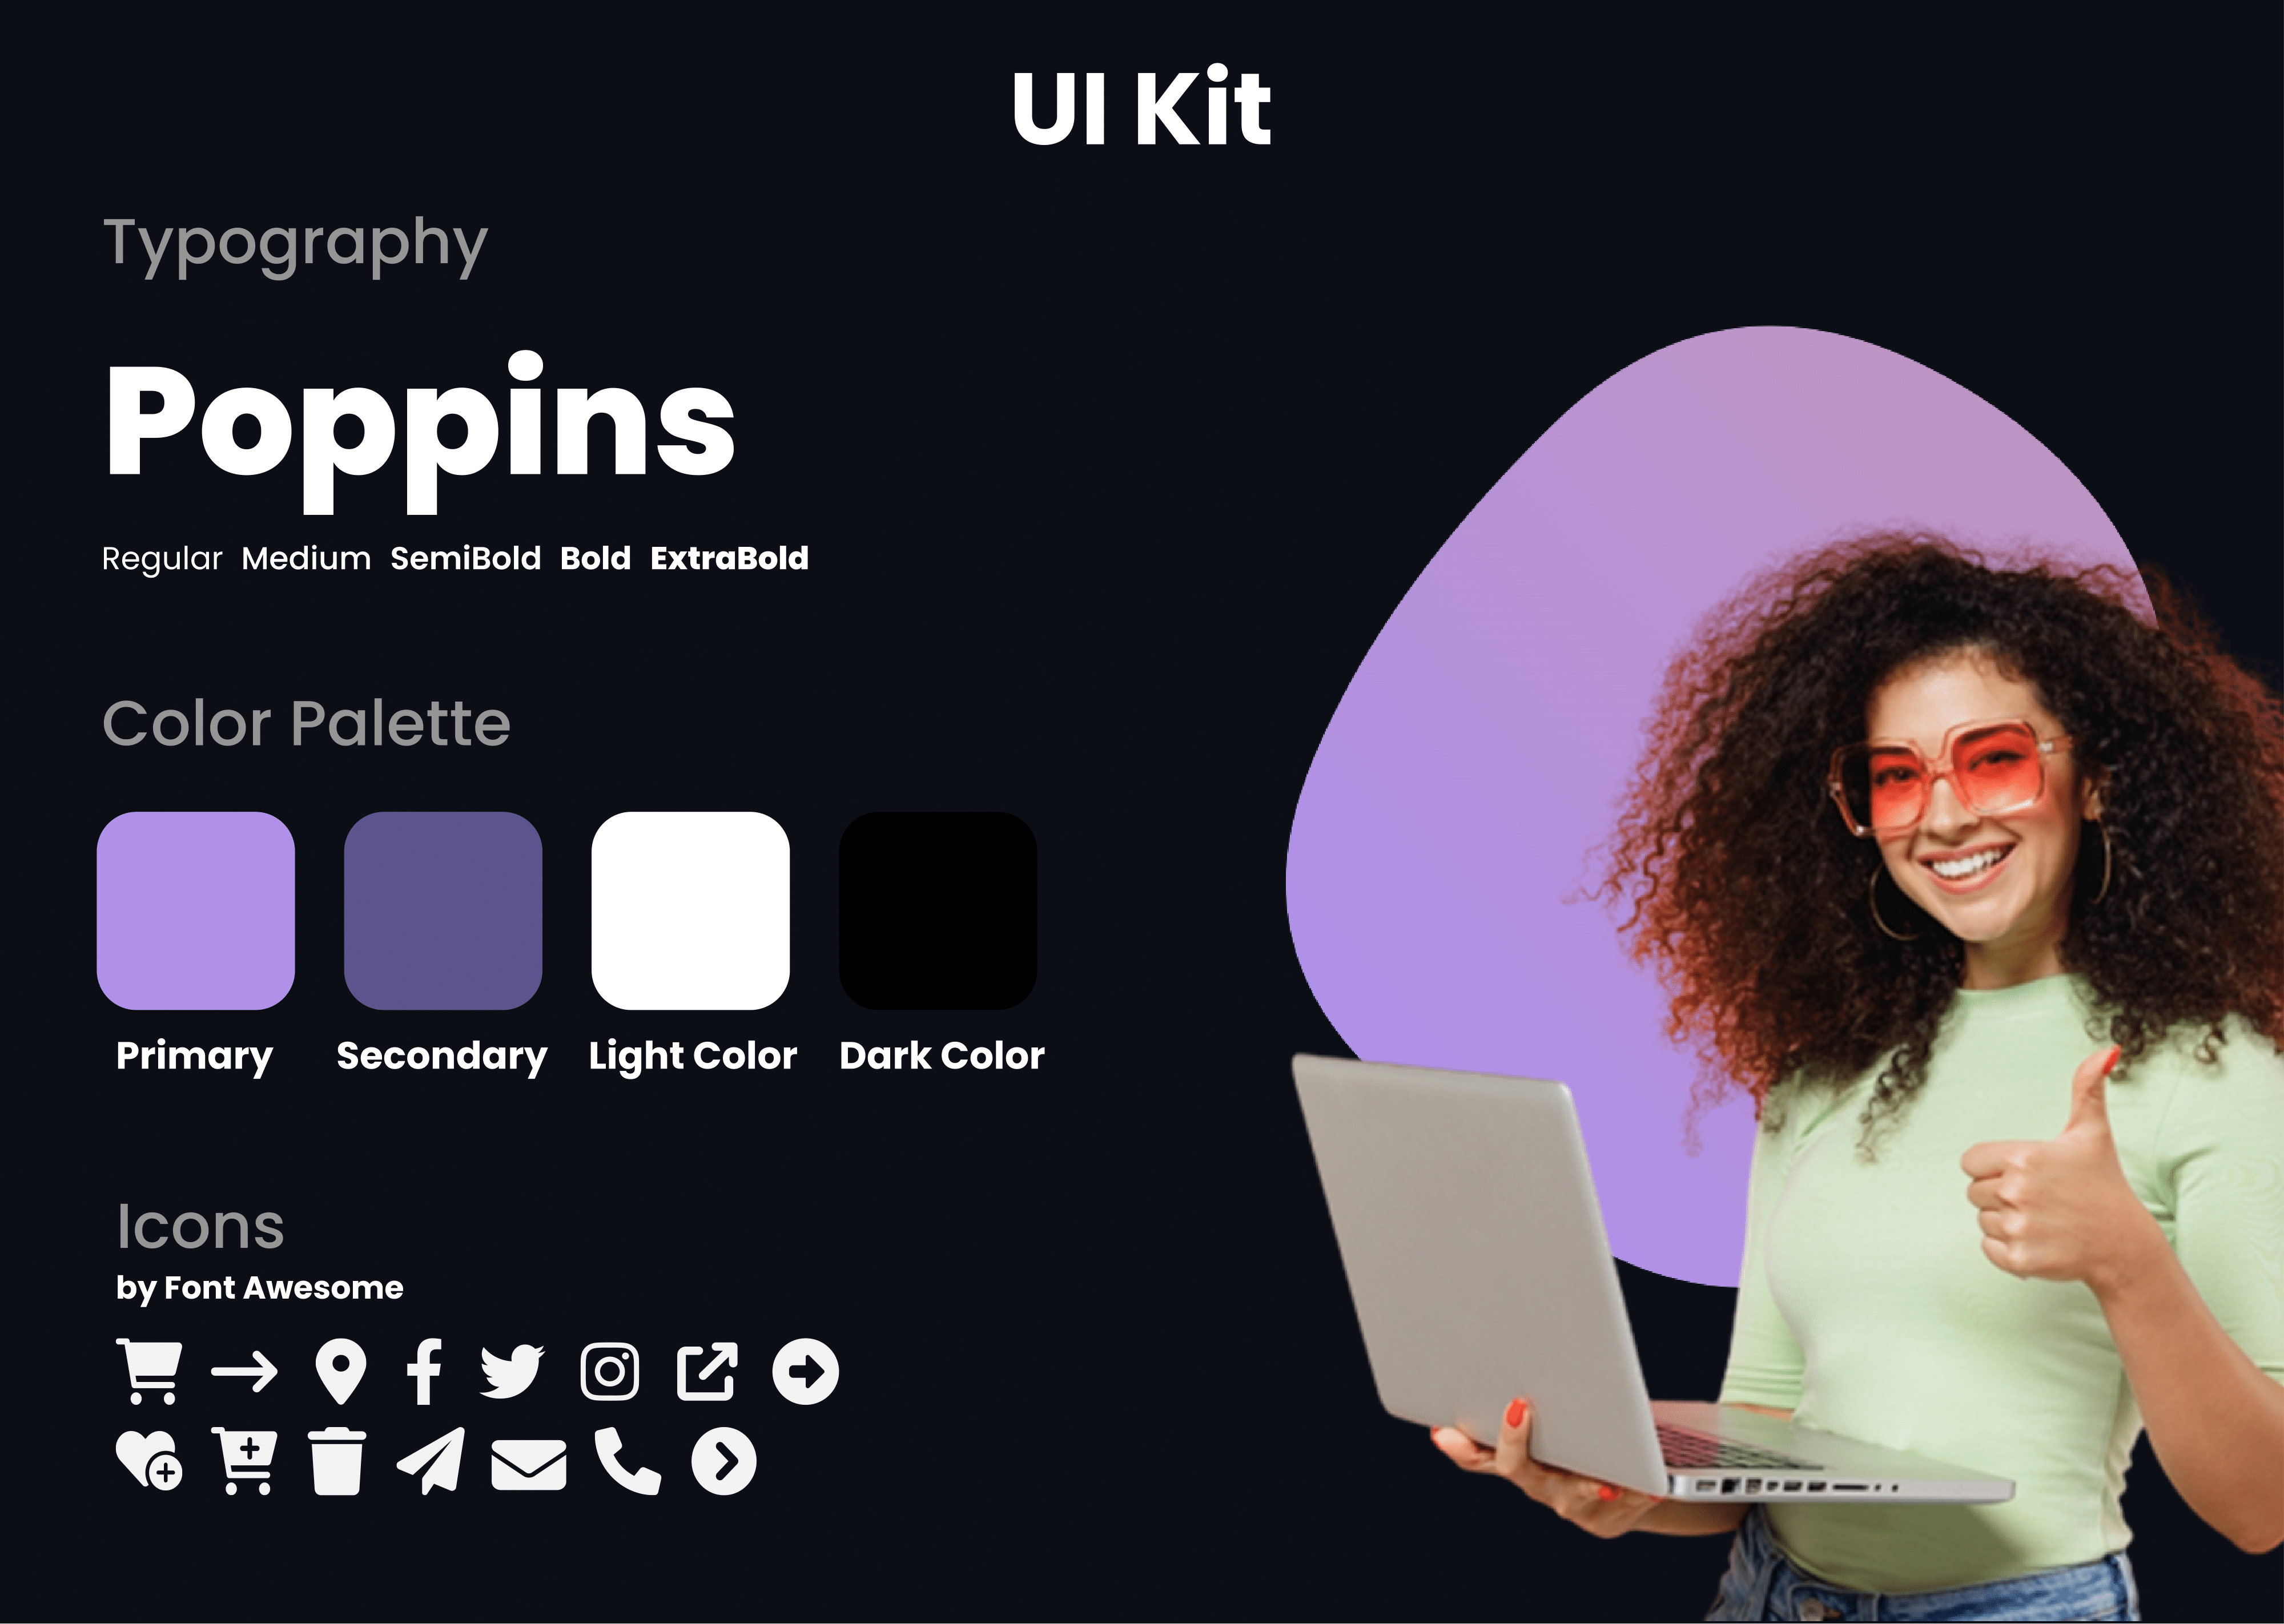 UI Kit
Typography
Poppins
Regular Medium SemiBold Bold ExtraBold
Color Palette
Primary Secondary Light Color Dark Color
Icons
by Font Awesome